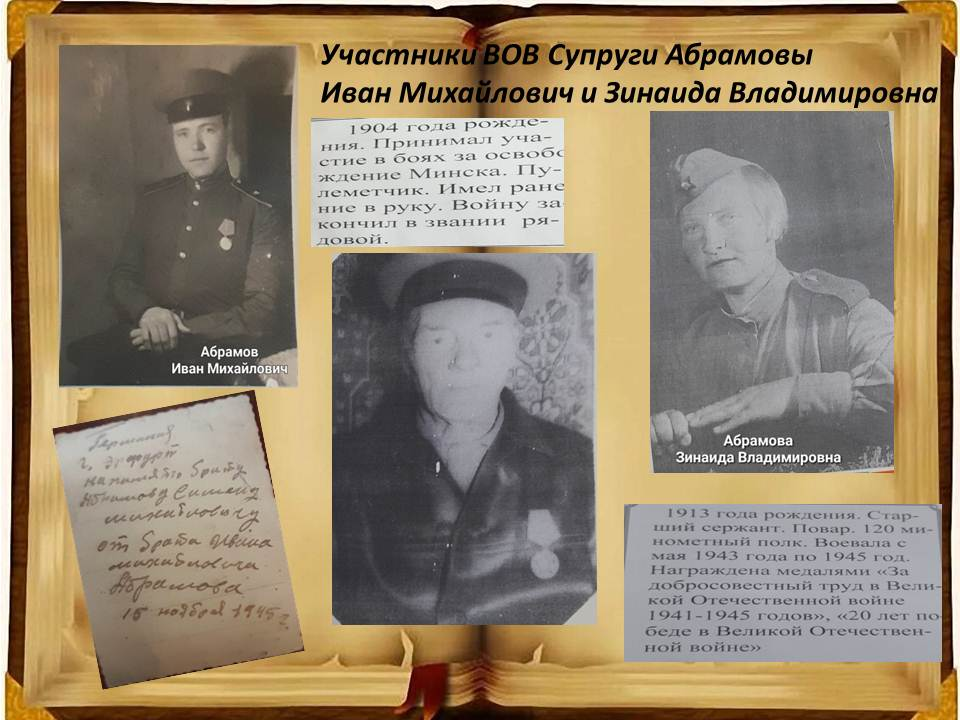 Участники ВОВ Супруги Абрамовы
Иван Михайлович и Зинаида Владимировна
1904 года рожде-
ния. Принимал уча-
стие в боях за освобо
ждение Минска. Пу-
леметчик. Имел ране
ние в руку. Войну за
кончил в звании ря-
довой.
Абрамов
Иван Михайлович
Абрамова
Зинаида Владимировна
Германия
г. Эрфурт
на память брату
Абрамову
михайловичу
от брата Ивана
михайловича
Абрамова
15 ноября 1945 г.
1913 года рождения. Стар-
ший сержант. Повар. 120 ми-
нометный полк. Воевала с
мая 1943 года по 1945 год.
Награждена медалями «За
добросовестный труд в Вели-
кой Отечественной войне
1941-1945 годов», «20 лет по
беде в Великой Отечествен-
ной войне»